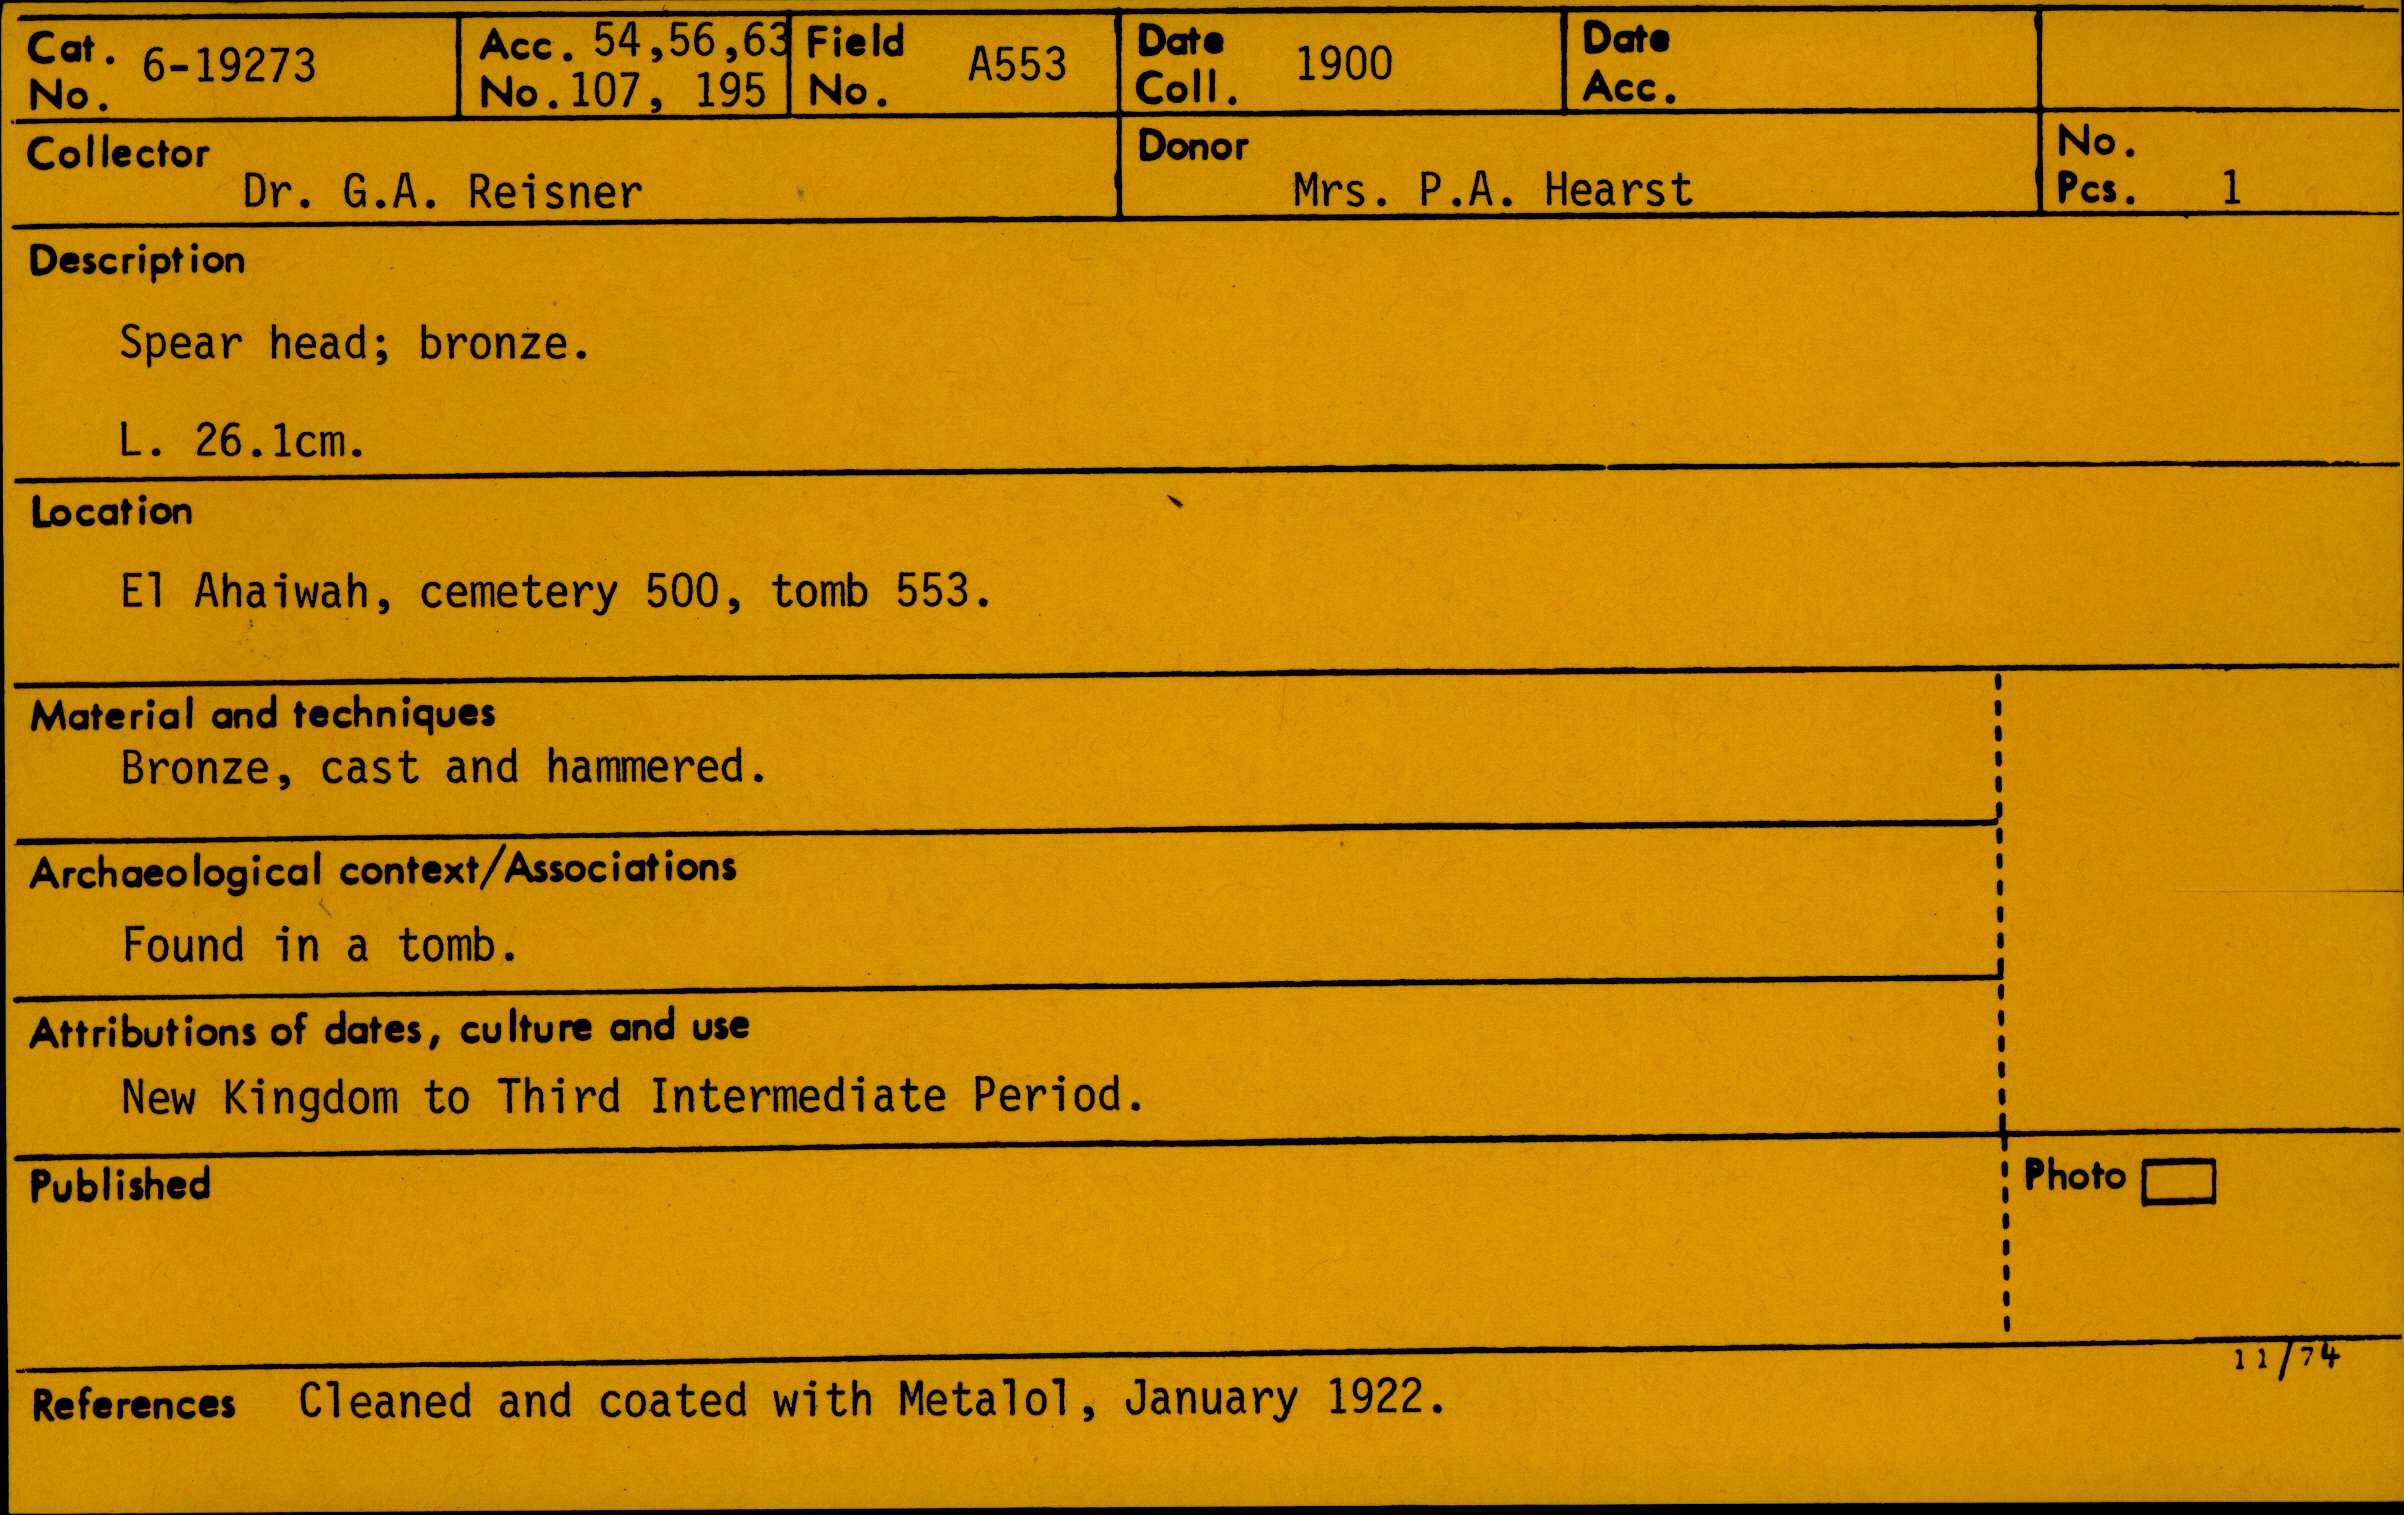 Cat. No. 6-19273
Acc. No. 54,56,63 107, 195
Field No. A553
Date Coll. 1900
Date Acc.
Collector
Dr. G.A. Reisner
Donor
Mrs. P.A. Hearst
No. Pcs. 1
Description
Spear head; bronze.
L. 26.1cm.
Location
El Ahaiwah, cemetery 500, tomb 553.
Material and techniques
Bronze, cast and hammered.
Archaeological context/Associations
Found in a tomb.
Attributions of dates, culture and use
New Kingdom to Third Intermediate Period.
Published
Photo
11/74
References Cleaned and coated with Metalol, January 1922.